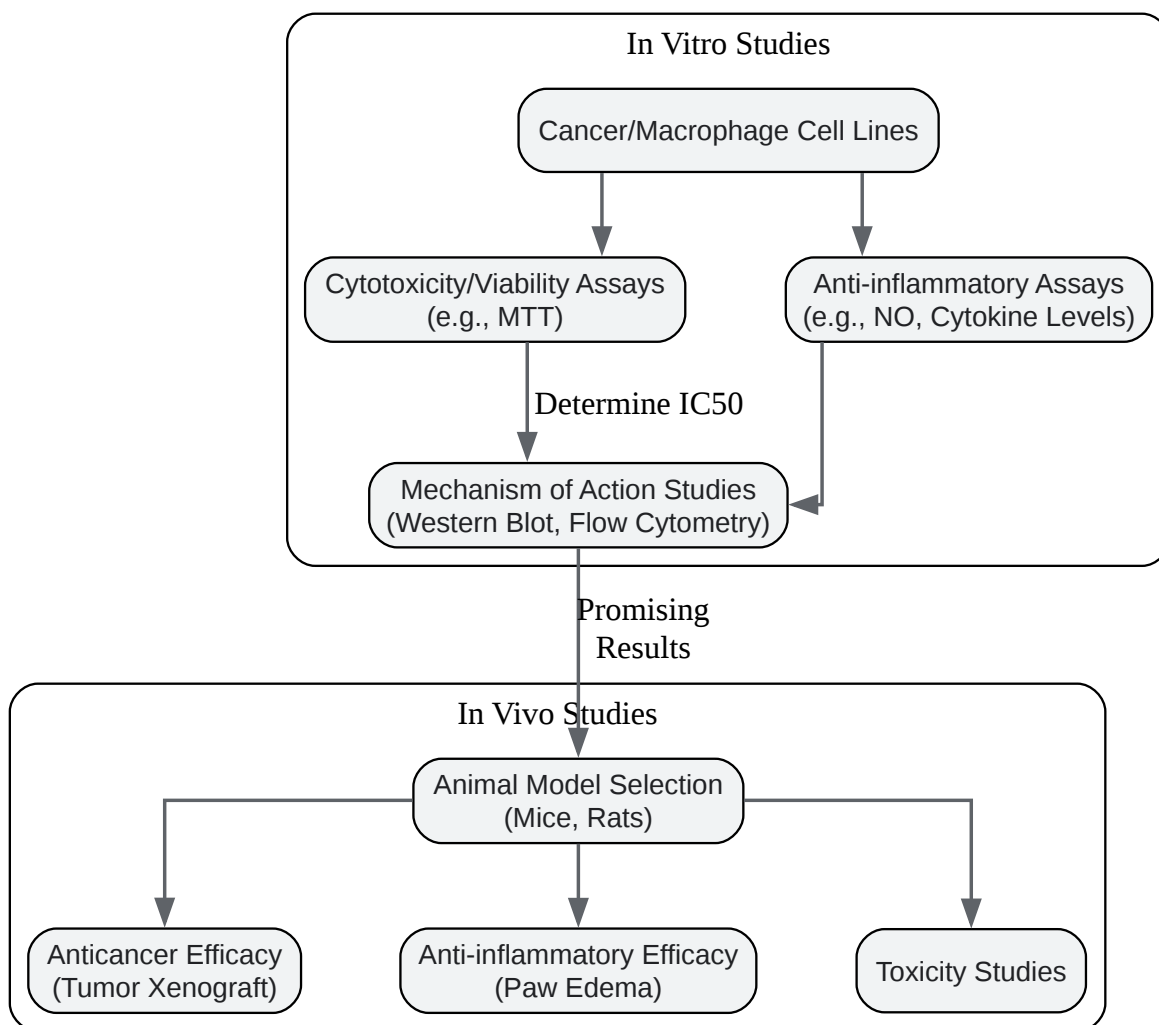 In Vitro Studies
Cancer/Macrophage Cell Lines
Cytotoxicity/Viability Assays
(e.g., MTT)
Anti-inflammatory Assays
(e.g., NO, Cytokine Levels)
Determine IC50
Mechanism of Action Studies
(Western Blot, Flow Cytometry)
Promising
Results
In Vivo Studies
Animal Model Selection
(Mice, Rats)
Anticancer Efficacy
(Tumor Xenograft)
Anti-inflammatory Efficacy
(Paw Edema)
Toxicity Studies